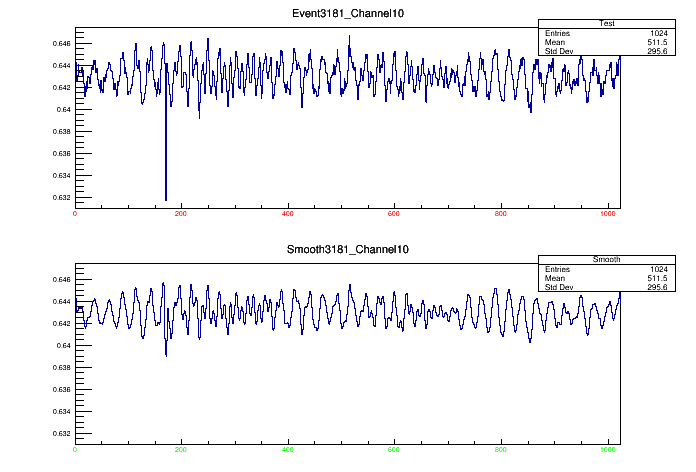 Event3181_Channel10
Test
Entries 1024
Mean 511.5
Std Dev 295.6
0.646
0.644
0.642
0.64
0.638
0.636
0.634
0.632
0 200 400 600 800 1000
Smooth3181_Channel10
Smooth
Entries 1024
Mean 511.5
Std Dev 295.6
0.646
0.644
0.642
0.64
0.638
0.636
0.634
0.632
0 200 400 600 800 1000